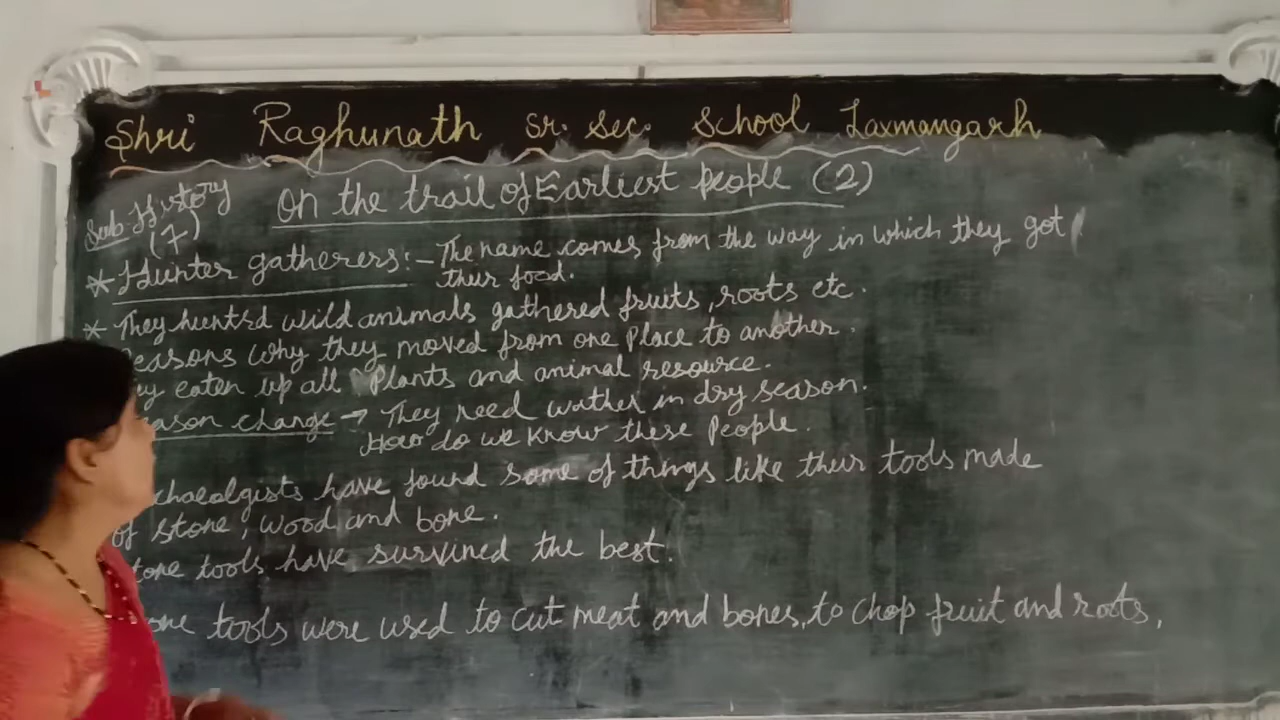 Shri Raghunath Sr. Sec. School Laxmangarh
Sub History
(7)
On the trail of Earliest people (2)
* Hunter gatherers:- The name comes from the way in which they got
their food.
* They hunted wild animals gathered fruits, roots etc.
easons why they moved from one Place to another.
y eaten up all Plants and animal resource.
ason change → They need wather in dry season.
How do we know these People.
chaealgists have found some of things like their tools made
of stone, wood and bone.
tone tools have survined the best.
one tools were used to cut meat and bones, to chop fruit and roots,